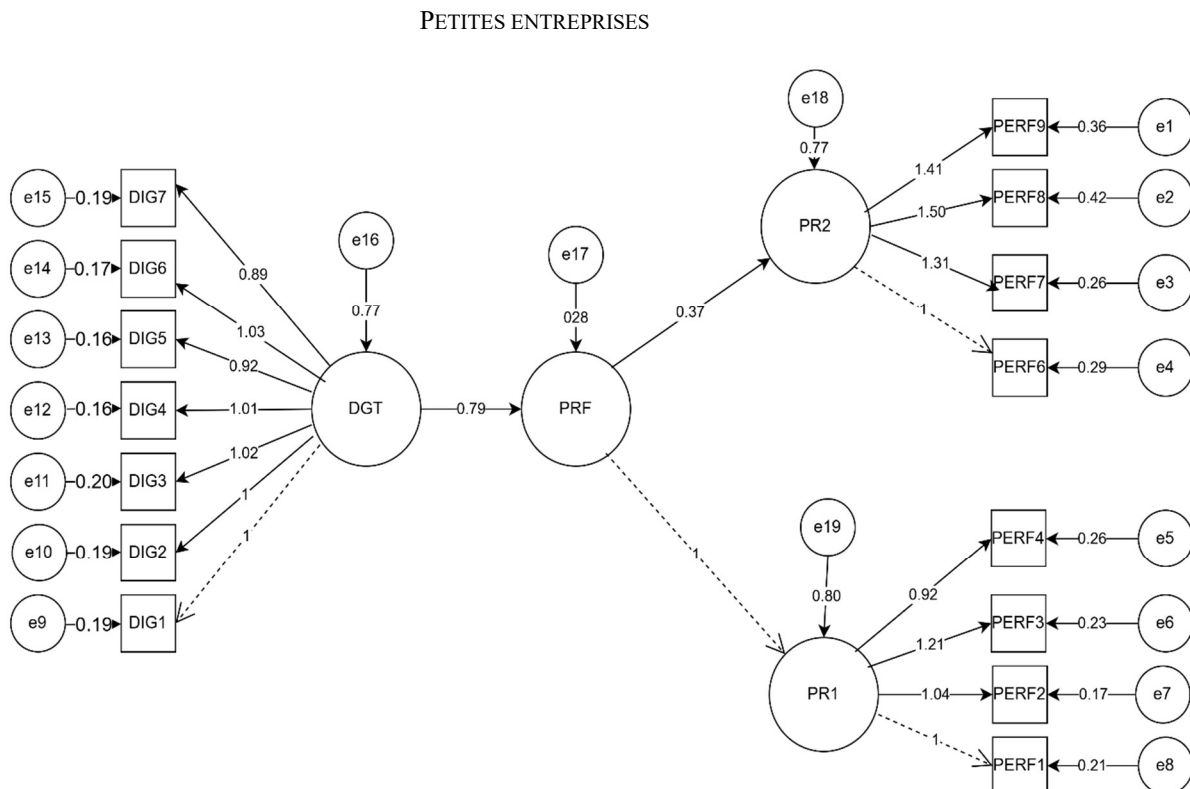 PETITES ENTREPRISES
e18
PERF9
0.36
e1
0.77
1.41
e15
0.19
DIG7
PERF8
0.42
e2
1.50
PR2
e16
e17
e14
0.17
DIG6
0.89
1.31
PERF7
0.26
e3
0.77
028
0.37
1
e13
0.16
DIG5
1.03
0.92
PERF6
0.29
e4
e12
0.16
DIG4
1.01
DGT
0.79
PRF
1.02
e11
0.20
DIG3
1
e19
PERF4
0.26
e5
e10
0.19
DIG2
1
1
0.92
0.80
e9
0.19
DIG1
PERF3
0.23
e6
1.21
PR1
1.04
PERF2
0.17
e7
1
PERF1
0.21
e8